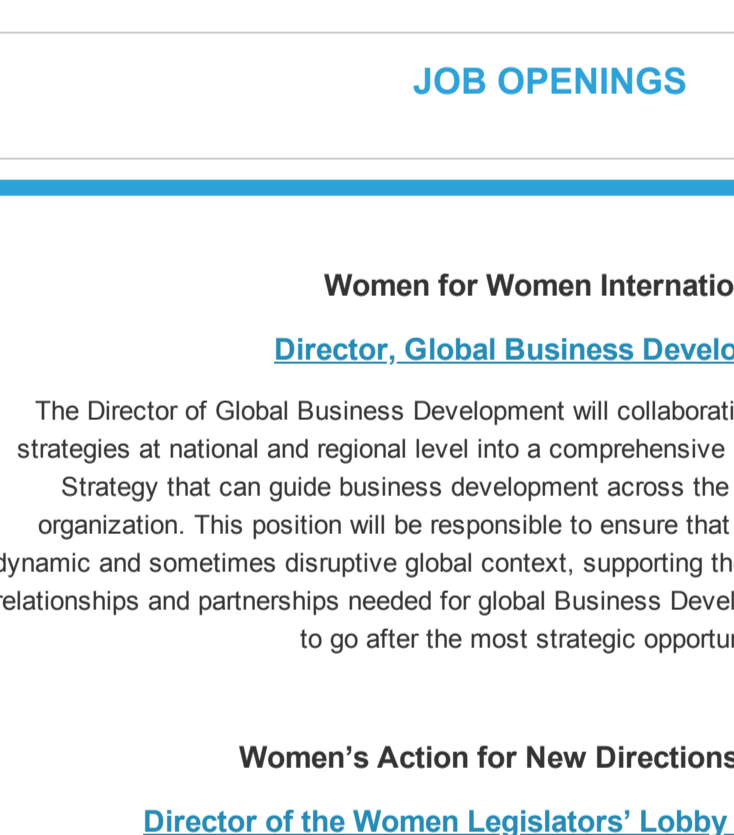 JOB OPENINGS
Women for Women Internatio
Director, Global Business Develo
The Director of Global Business Development will collaborati
strategies at national and regional level into a comprehensive
Strategy that can guide business development across the
organization. This position will be responsible to ensure that
dynamic and sometimes disruptive global context, supporting th
relationships and partnerships needed for global Business Devel
to go after the most strategic opportu
Women’s Action for New Directions
Director of the Women Legislators’ Lobby